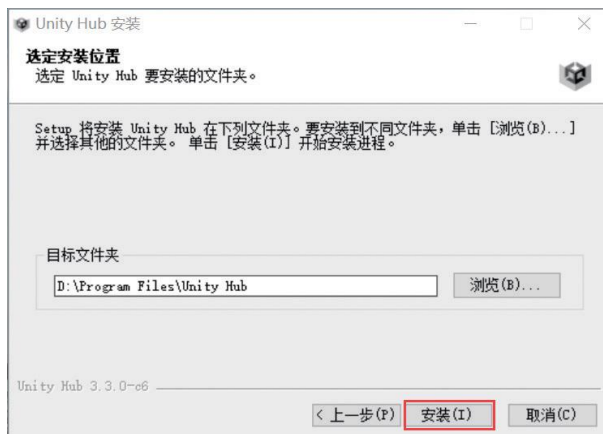 Unity Hub 安装
选定安装位置
选定 Unity Hub 要安装的文件夹。
Setup 将安装 Unity Hub 在下列文件夹。要安装到不同文件夹，单击 [浏览(B)...]
并选择其他的文件夹。 单击 [安装(I)] 开始安装进程。
目标文件夹
D:\Program Files\Unity Hub
浏览(B)...
Unity Hub 3.3.0-c6
< 上一步(P)
安装(I)
取消(C)